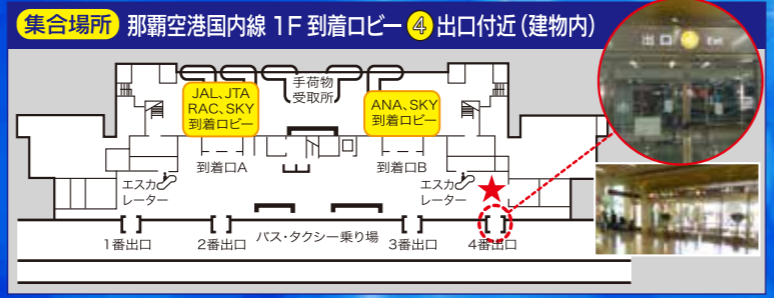 集合場所 那覇空港国内線 1F 到着ロビー ④ 出口付近(建物内)
出口 Exit
手荷物
受取所
JAL、JTA
RAC、SKY
到着ロビー
ANA、SKY
到着ロビー
到着口A
到着口B
エスカ
レーター
エスカ
レーター
1番出口
2番出口
バス・タクシー乗り場
3番出口
4番出口